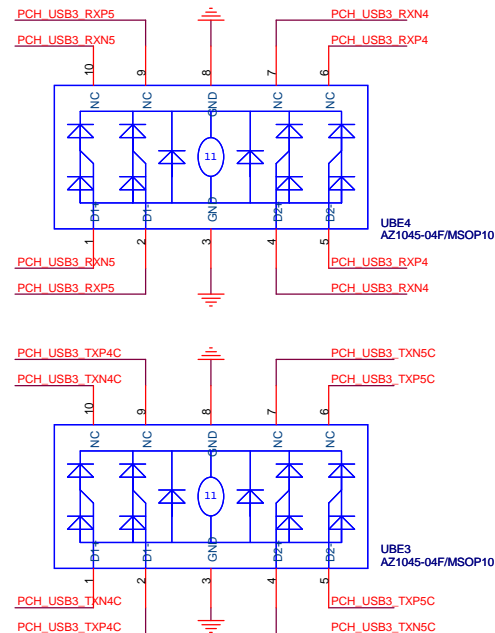 PCH_USB3_RXP5 PCH_USB3_RXN4
PCH_USB3_RXN5 PCH_USB3_RXP4
10 9 8 7 6
NC NC GND NC NC
11
D1+ D1- GND D2+ D2-
UBE4
AZ1045-04F/MSOP10
1 2 3 4 5
PCH_USB3_RXN5 PCH_USB3_RXP4
PCH_USB3_RXP5 PCH_USB3_RXN4
PCH_USB3_TXP4C PCH_USB3_TXN5C
PCH_USB3_TXN4C PCH_USB3_TXP5C
10 9 8 7 6
NC NC GND NC NC
11
D1+ D1- GND D2+ D2-
UBE3
AZ1045-04F/MSOP10
1 2 3 4 5
PCH_USB3_TXN4C PCH_USB3_TXP5C
PCH_USB3_TXP4C PCH_USB3_TXN5C